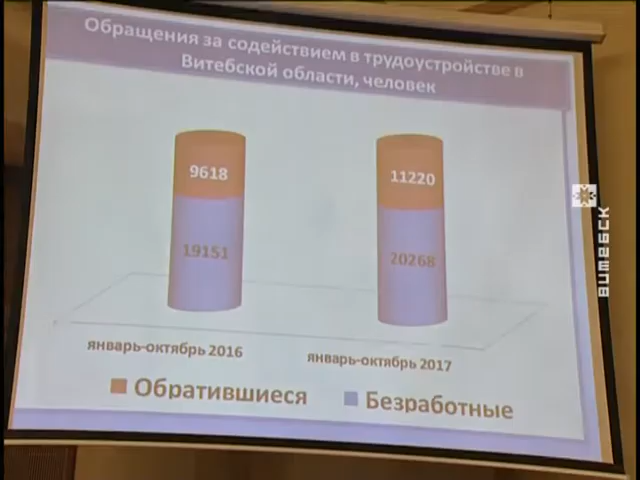 Обращения за содействием в трудоустройстве в
Витебской области, человек
9618
11220
19151
20268
январь-октябрь 2016
январь-октябрь 2017
Обратившиеся
Безработные
ВИТЕБСК